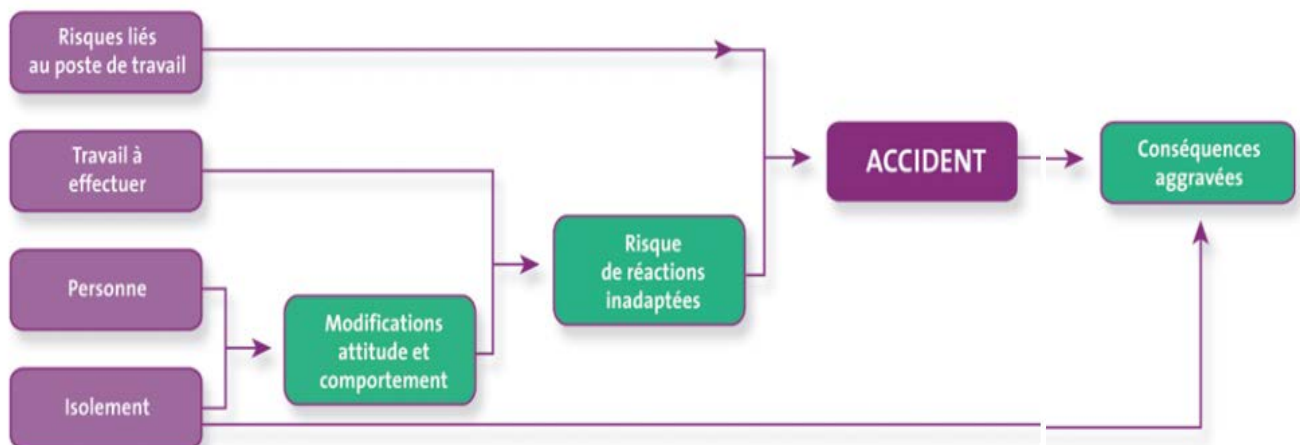 Risques liés
au poste de travail
Travail à
effectuer
Personne
Isolement
Modifications
attitude et
comportement
Risque
de réactions
inadaptées
ACCIDENT
Conséquences
aggravées